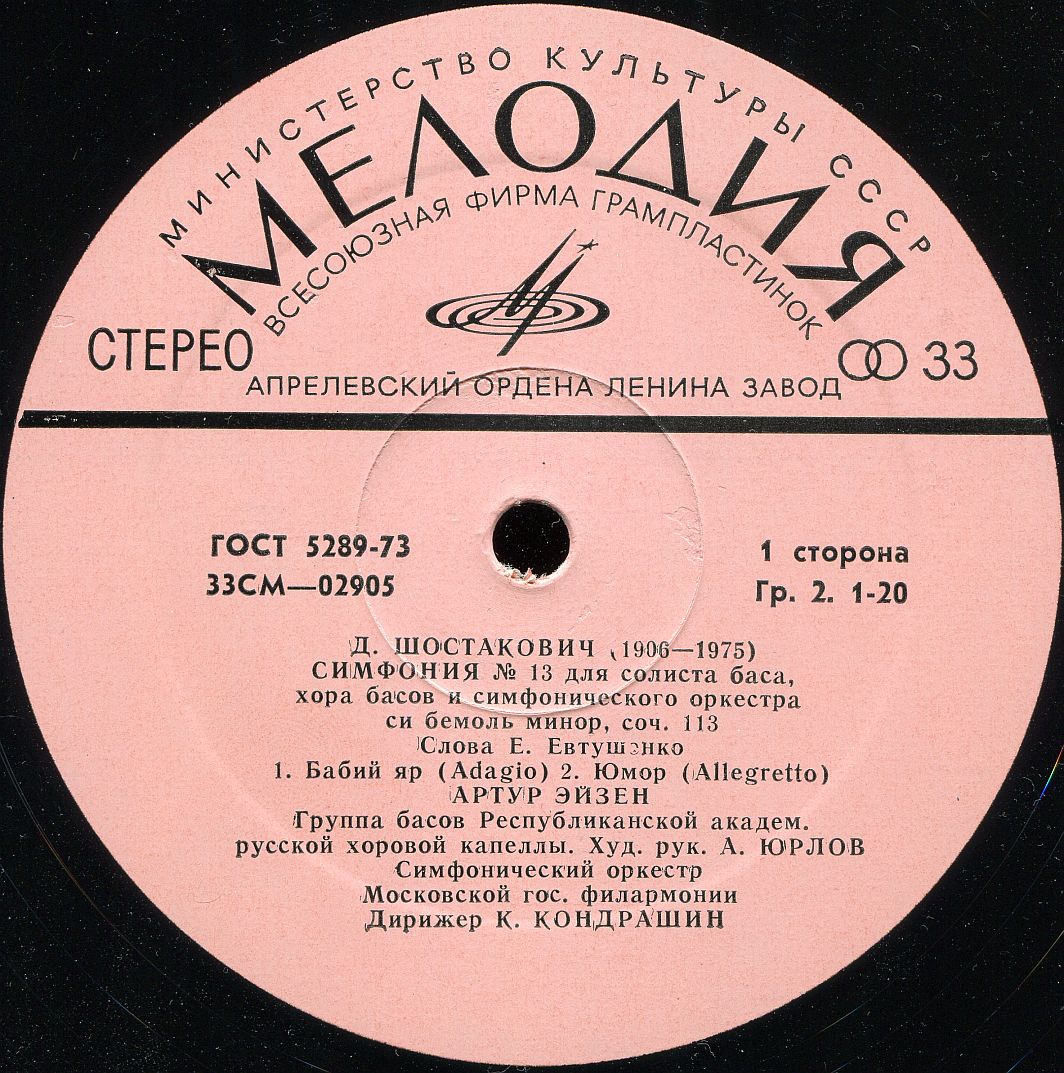 МИНИСТЕРСТВО КУЛЬТУРЫ СССР
МЕЛОДИЯ
ВСЕСОЮЗНАЯ ФИРМА ГРАМПЛАСТИНОК
СТЕРЕО
33
АПРЕЛЕВСКИЙ ОРДЕНА ЛЕНИНА ЗАВОД
ГОСТ 5289-73
1 сторона
33СМ—02905
Гр. 2. 1-20
Д. ШОСТАКОВИЧ (1906—1975)
СИМФОНИЯ № 13 для солиста баса,
хора басов и симфонического оркестра
си бемоль минор, соч. 113
Слова Е. Евтушенко
1. Бабий яр (Adagio) 2. Юмор (Allegretto)
АРТУР ЭЙЗЕН
Группа басов Республиканской академ.
русской хоровой капеллы. Худ. рук. А. ЮРЛОВ
Симфонический оркестр
Московской гос. филармонии
Дирижер К. КОНДРАШИН